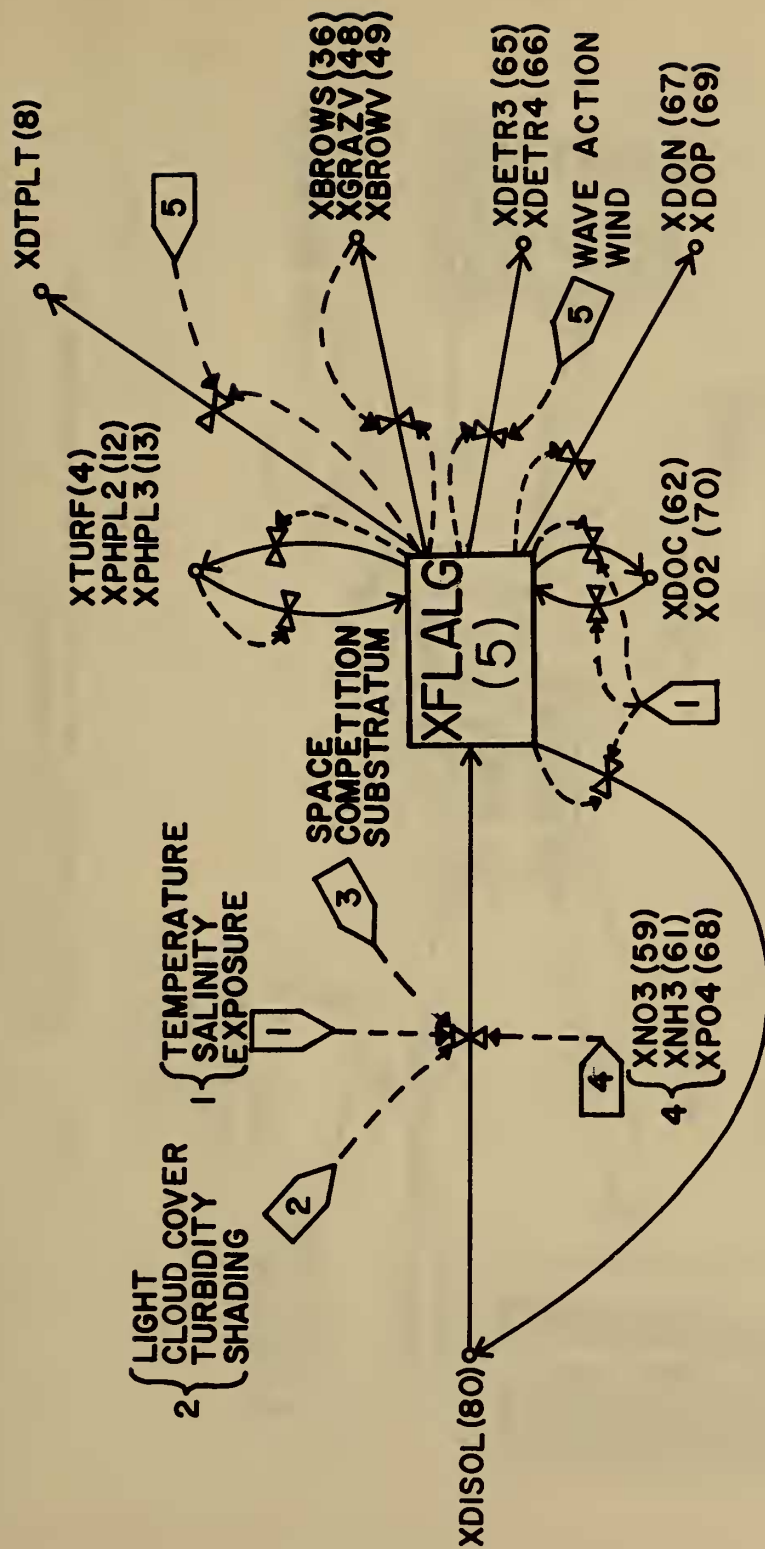 XDTPLT (8)
5
XTURF (4)
XPHPL2 (12)
XPHPL3 (13)
XBROWS (36)
XGRAZV (48)
XBROWV (49)
1 { TEMPERATURE
SALINITY
EXPOSURE
2 { LIGHT
CLOUD COVER
TURBIDITY
SHADING
SPACE
COMPETITION
SUBSTRATUM
1
2
3
XFLALG
(5)
XDETR3 (65)
XDETR4 (66)
5
WAVE ACTION
WIND
XDISOL (80)
4
4 { XNO3 (59)
XNH3 (61)
XPO4 (68)
1
XDOC (62)
XO2 (70)
XDON (67)
XDOP (69)